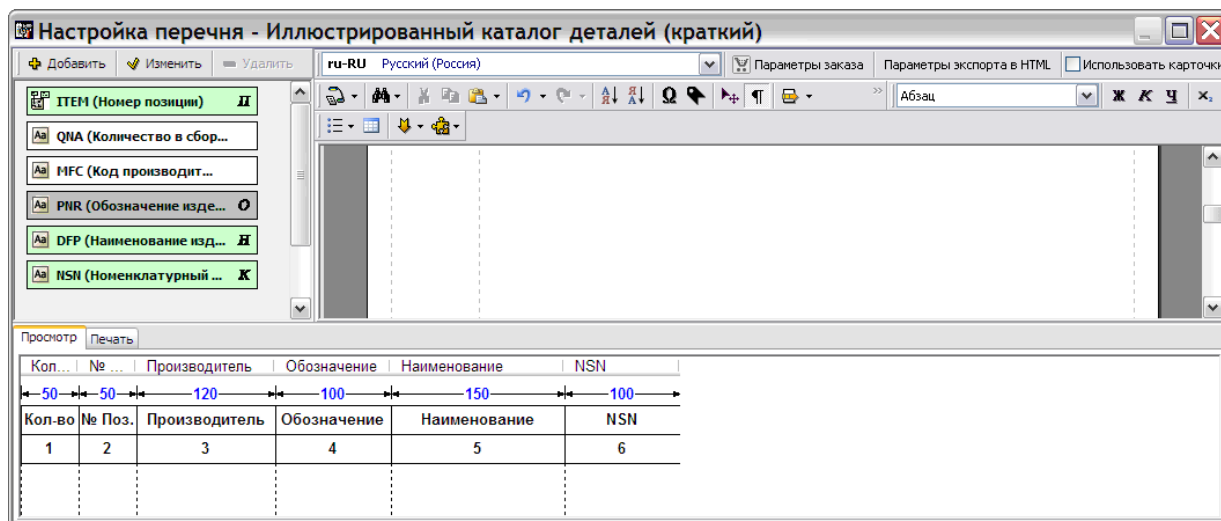 Настройка перечня - Иллюстрированный каталог деталей (краткий)
Добавить Изменить Удалить ru-RU Русский (Россия) Параметры заказа Параметры экспорта в HTML Использовать карточки
ITEM (Номер позиции) П
QNA (Количество в сбор...
MFC (Код производит...
PNR (Обозначение изде... О
DFP (Наименование изд... Н
NSN (Номенклатурный ... К
Абзац Ж К Ч
Просмотр Печать
Кол... № ... Производитель Обозначение Наименование NSN
50 50 120 100 150 100
Кол-во № Поз. Производитель Обозначение Наименование NSN
1 2 3 4 5 6